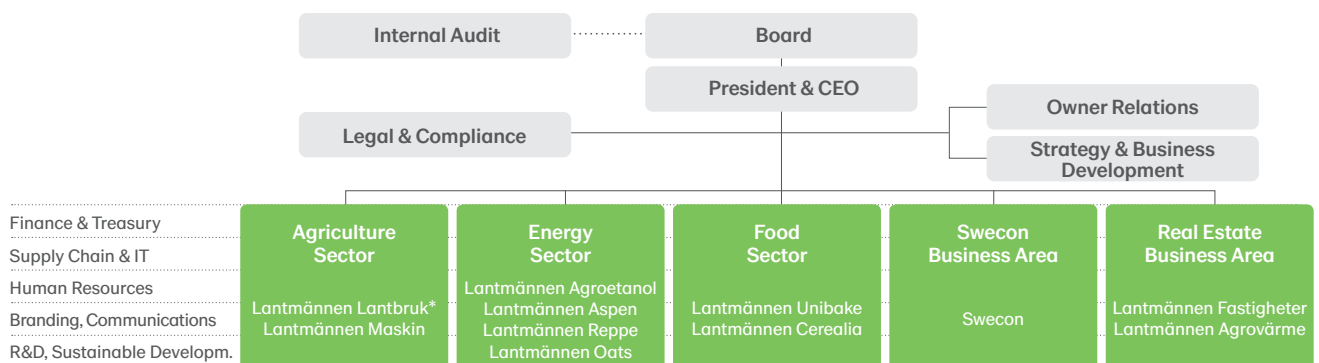 Internal Audit
Board
President & CEO
Owner Relations
Legal & Compliance
Strategy & Business
Development
Finance & Treasury
Supply Chain & IT
Human Resources
Branding, Communications
R&D, Sustainable Developm.
Agriculture
Sector
Lantmännen Lantbruk*
Lantmännen Maskin
Energy
Sector
Lantmännen Agroetanol
Lantmännen Aspen
Lantmännen Reppe
Lantmännen Oats
Food
Sector
Lantmännen Unibake
Lantmännen Cerealia
Swecon
Business Area
Swecon
Real Estate
Business Area
Lantmännen Fastigheter
Lantmännen Agrovärme